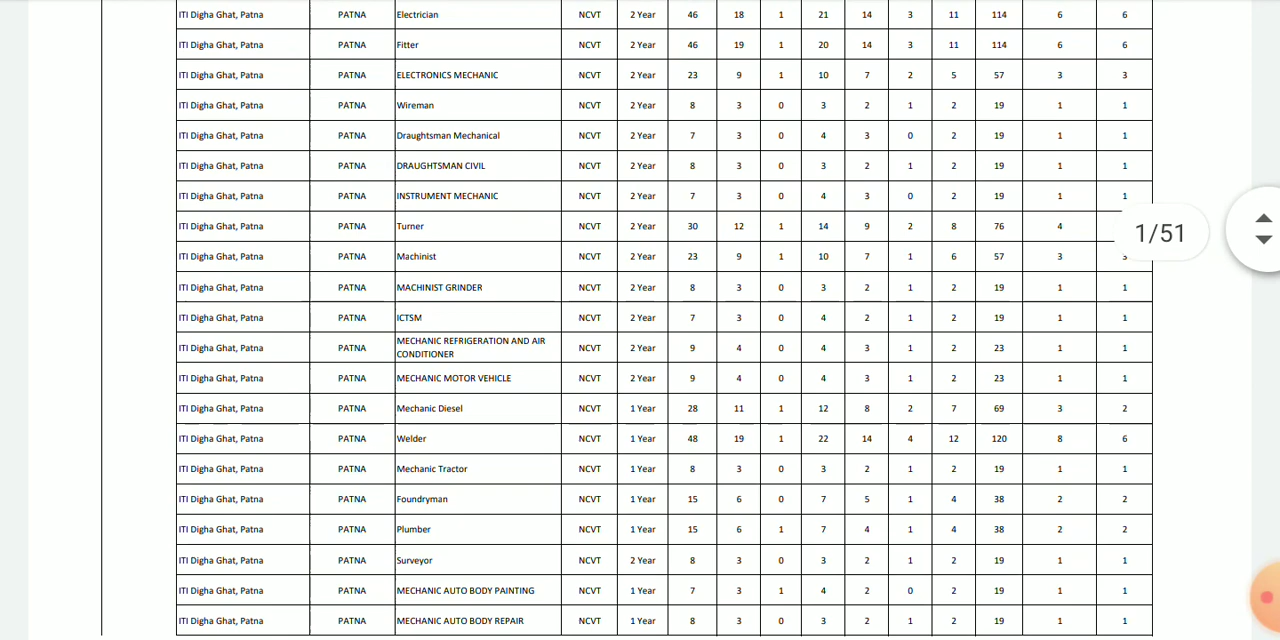 ITI Digha Ghat, Patna PATNA Electrician NCVT 2 Year 46 18 1 21 14 3 11 114 6 6
ITI Digha Ghat, Patna PATNA Fitter NCVT 2 Year 46 19 1 20 14 3 11 114 6 6
ITI Digha Ghat, Patna PATNA ELECTRONICS MECHANIC NCVT 2 Year 23 9 1 10 7 2 5 57 3 3
ITI Digha Ghat, Patna PATNA Wireman NCVT 2 Year 8 3 0 3 2 1 2 19 1 1
ITI Digha Ghat, Patna PATNA Draughtsman Mechanical NCVT 2 Year 7 3 0 4 3 0 2 19 1 1
ITI Digha Ghat, Patna PATNA DRAUGHTSMAN CIVIL NCVT 2 Year 8 3 0 3 2 1 2 19 1 1
ITI Digha Ghat, Patna PATNA INSTRUMENT MECHANIC NCVT 2 Year 7 3 0 4 3 0 2 19 1 1
ITI Digha Ghat, Patna PATNA Turner NCVT 2 Year 30 12 1 14 9 2 8 76 4
1/51
ITI Digha Ghat, Patna PATNA Machinist NCVT 2 Year 23 9 1 10 7 1 6 57 3 3
ITI Digha Ghat, Patna PATNA MACHINIST GRINDER NCVT 2 Year 8 3 0 3 2 1 2 19 1 1
ITI Digha Ghat, Patna PATNA ICTSM NCVT 2 Year 7 3 0 4 2 1 2 19 1 1
ITI Digha Ghat, Patna PATNA MECHANIC REFRIGERATION AND AIR
CONDITIONER NCVT 2 Year 9 4 0 4 3 1 2 23 1 1
ITI Digha Ghat, Patna PATNA MECHANIC MOTOR VEHICLE NCVT 2 Year 9 4 0 4 3 1 2 23 1 1
ITI Digha Ghat, Patna PATNA Mechanic Diesel NCVT 1 Year 28 11 1 12 8 2 7 69 3 2
ITI Digha Ghat, Patna PATNA Welder NCVT 1 Year 48 19 1 22 14 4 12 120 8 6
ITI Digha Ghat, Patna PATNA Mechanic Tractor NCVT 1 Year 8 3 0 3 2 1 2 19 1 1
ITI Digha Ghat, Patna PATNA Foundryman NCVT 1 Year 15 6 0 7 5 1 4 38 2 2
ITI Digha Ghat, Patna PATNA Plumber NCVT 1 Year 15 6 1 7 4 1 4 38 2 2
ITI Digha Ghat, Patna PATNA Surveyor NCVT 2 Year 8 3 0 3 2 1 2 19 1 1
ITI Digha Ghat, Patna PATNA MECHANIC AUTO BODY PAINTING NCVT 1 Year 7 3 1 4 2 0 2 19 1 1
ITI Digha Ghat, Patna PATNA MECHANIC AUTO BODY REPAIR NCVT 1 Year 8 3 0 3 2 1 2 19 1 1